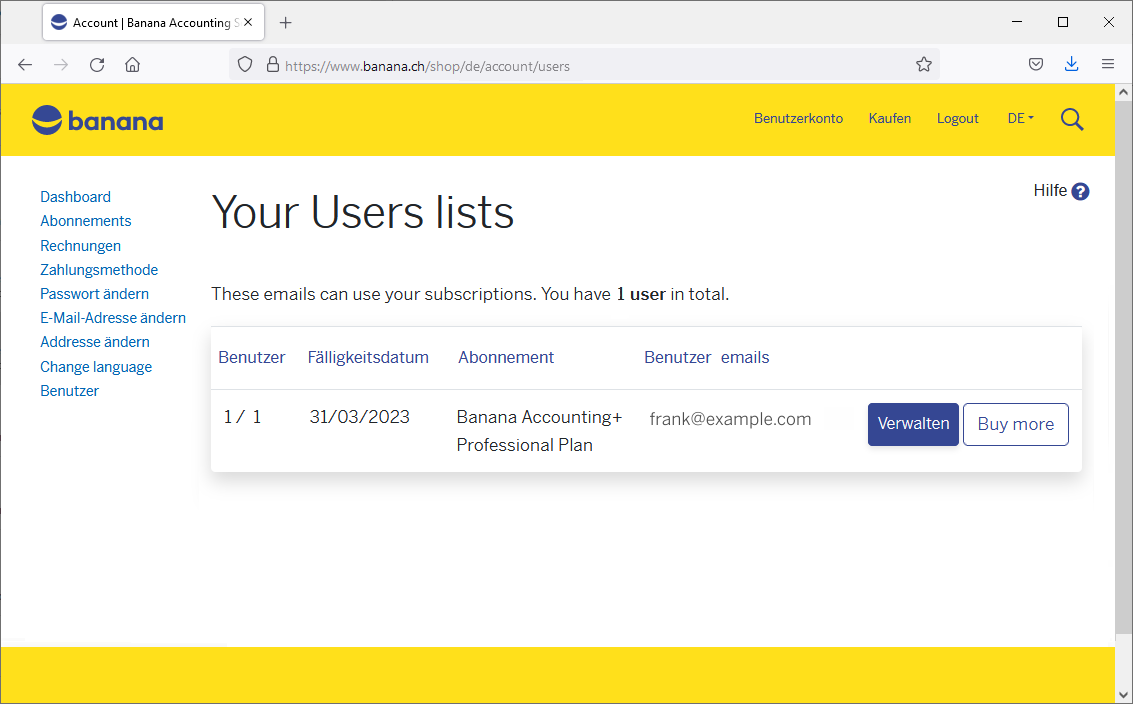 Account | Banana Accounting S
https://www.banana.ch/shop/de/account/users
banana
Benutzerkonto Kaufen Logout DE
Hilfe ?
Dashboard
Abonnements
Rechnungen
Zahlungsmethode
Passwort ändern
E-Mail-Adresse ändern
Addresse ändern
Change language
Benutzer
Your Users lists
These emails can use your subscriptions. You have 1 user in total.
Benutzer Fälligkeitsdatum Abonnement Benutzer emails
1 / 1 31/03/2023 Banana Accounting+ frank@example.com Verwalten Buy more
Professional Plan